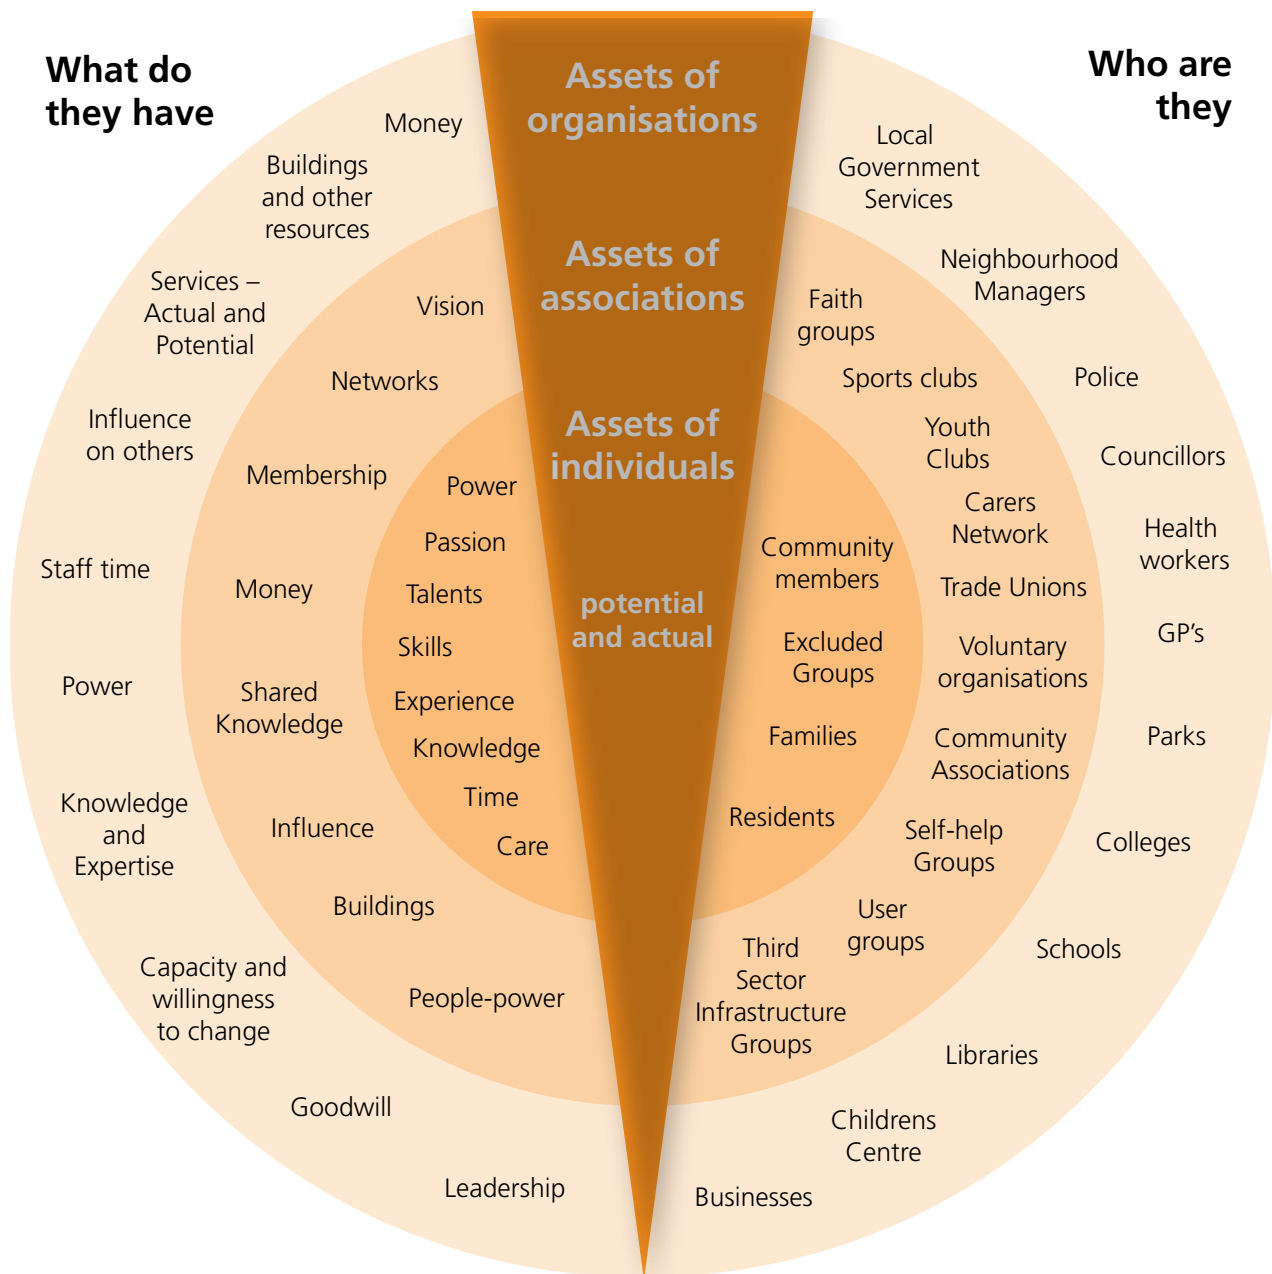 What do
they have
Who are
they
Assets of
organisations
Assets of
associations
Assets of
individuals
potential
and actual
Money
Buildings
and other
resources
Services –
Actual and
Potential
Influence
on others
Staff time
Power
Knowledge
and
Expertise
Capacity and
willingness
to change
Goodwill
Leadership
Vision
Networks
Membership
Money
Shared
Knowledge
Influence
Buildings
People-power
Power
Passion
Talents
Skills
Experience
Knowledge
Time
Care
Community
members
Excluded
Groups
Families
Residents
Faith
groups
Sports clubs
Youth
Clubs
Carers
Network
Trade Unions
Voluntary
organisations
Community
Associations
Self-help
Groups
User
groups
Third
Sector
Infrastructure
Groups
Local
Government
Services
Neighbourhood
Managers
Police
Councillors
Health
workers
GP’s
Parks
Colleges
Schools
Libraries
Childrens
Centre
Businesses